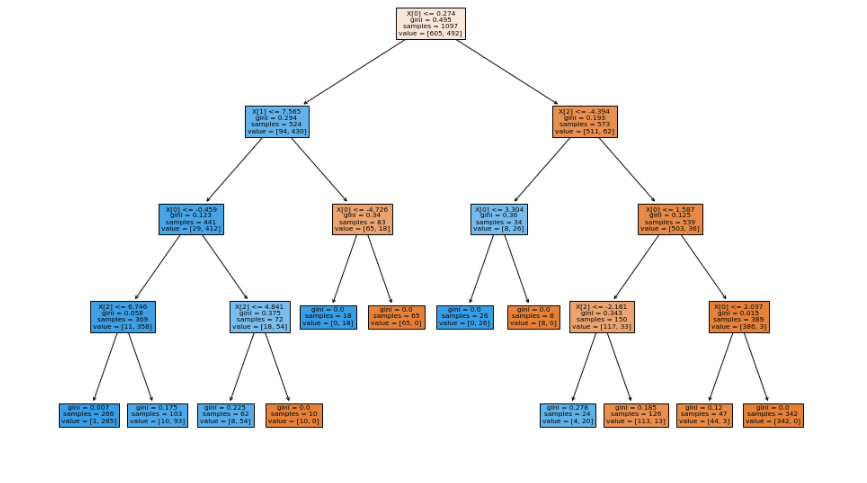 X[0] <= 0.274
gini = 0.495
samples = 1097
value = [605, 492]
X[1] <= 7.565
gini = 0.294
samples = 524
value = [94, 430]
X[2] <= -4.394
gini = 0.193
samples = 573
value = [511, 62]
X[0] <= -0.459
gini = 0.123
samples = 441
value = [29, 412]
X[0] <= -4.726
gini = 0.34
samples = 83
value = [65, 18]
X[0] <= 3.304
gini = 0.36
samples = 34
value = [8, 26]
X[0] <= 1.587
gini = 0.125
samples = 539
value = [503, 36]
X[2] <= 6.746
gini = 0.058
samples = 369
value = [11, 358]
X[2] <= 4.841
gini = 0.375
samples = 72
value = [18, 54]
gini = 0.0
samples = 18
value = [0, 18]
gini = 0.0
samples = 65
value = [65, 0]
gini = 0.0
samples = 26
value = [0, 26]
gini = 0.0
samples = 8
value = [8, 0]
X[2] <= -2.181
gini = 0.343
samples = 150
value = [117, 33]
X[0] <= 2.037
gini = 0.015
samples = 389
value = [386, 3]
gini = 0.007
samples = 266
value = [1, 265]
gini = 0.175
samples = 103
value = [10, 93]
gini = 0.225
samples = 62
value = [8, 54]
gini = 0.0
samples = 10
value = [10, 0]
gini = 0.278
samples = 24
value = [4, 20]
gini = 0.185
samples = 126
value = [113, 13]
gini = 0.12
samples = 47
value = [44, 3]
gini = 0.0
samples = 342
value = [342, 0]